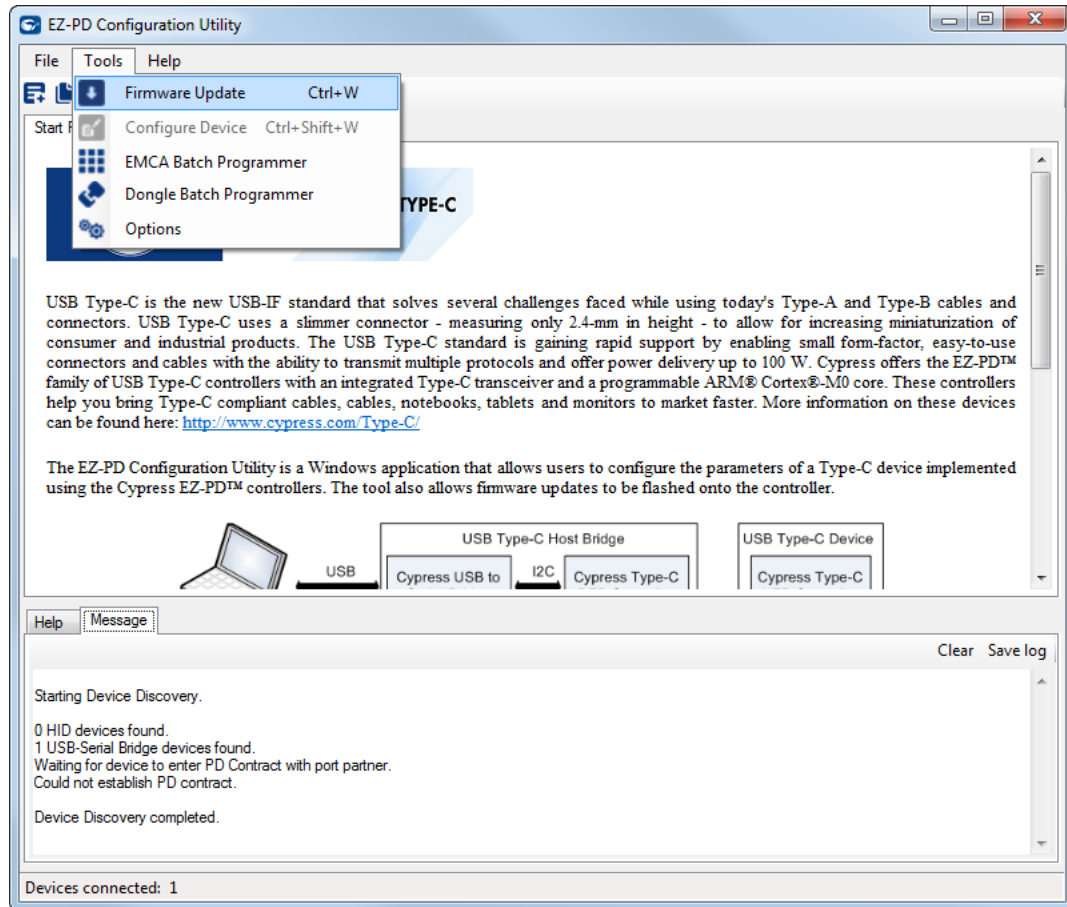 EZ-PD Configuration Utility
File Tools Help
Firmware Update Ctrl+W
Start
Configure Device Ctrl+Shift+W
EMCA Batch Programmer
Dongle Batch Programmer
TYPE-C
Options
USB Type-C is the new USB-IF standard that solves several challenges faced while using today's Type-A and Type-B cables and
connectors. USB Type-C uses a slimmer connector - measuring only 2.4-mm in height - to allow for increasing miniaturization of
consumer and industrial products. The USB Type-C standard is gaining rapid support by enabling small form-factor, easy-to-use
connectors and cables with the ability to transmit multiple protocols and offer power delivery up to 100 W. Cypress offers the EZ-PD™
family of USB Type-C controllers with an integrated Type-C transceiver and a programmable ARM® Cortex®-M0 core. These controllers
help you bring Type-C compliant cables, cables, notebooks, tablets and monitors to market faster. More information on these devices
can be found here: http://www.cypress.com/Type-C/
The EZ-PD Configuration Utility is a Windows application that allows users to configure the parameters of a Type-C device implemented
using the Cypress EZ-PD™ controllers. The tool also allows firmware updates to be flashed onto the controller.
USB Type-C Host Bridge USB Type-C Device
USB Cypress USB to I2C Cypress Type-C Cypress Type-C
Help Message
Clear Save log
Starting Device Discovery.
0 HID devices found.
1 USB-Serial Bridge devices found.
Waiting for device to enter PD Contract with port partner.
Could not establish PD contract.
Device Discovery completed.
Devices connected: 1